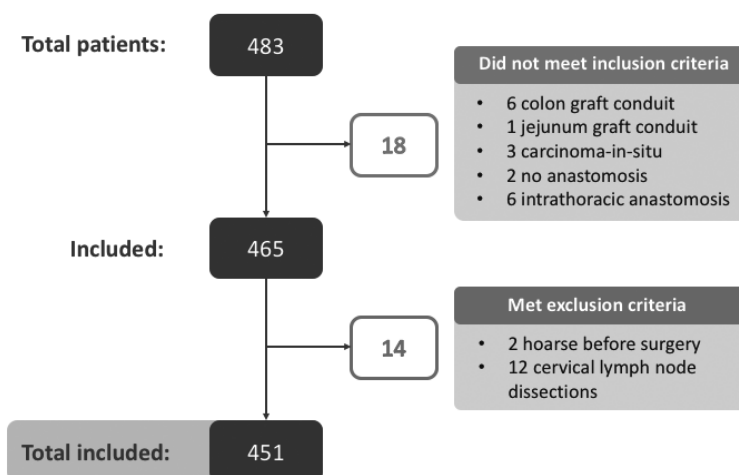 Total patients:
483
Did not meet inclusion criteria
• 6 colon graft conduit
• 1 jejunum graft conduit
• 3 carcinoma-in-situ
• 2 no anastomosis
• 6 intrathoracic anastomosis
18
Included:
465
Met exclusion criteria
• 2 hoarse before surgery
• 12 cervical lymph node
dissections
14
Total included:
451